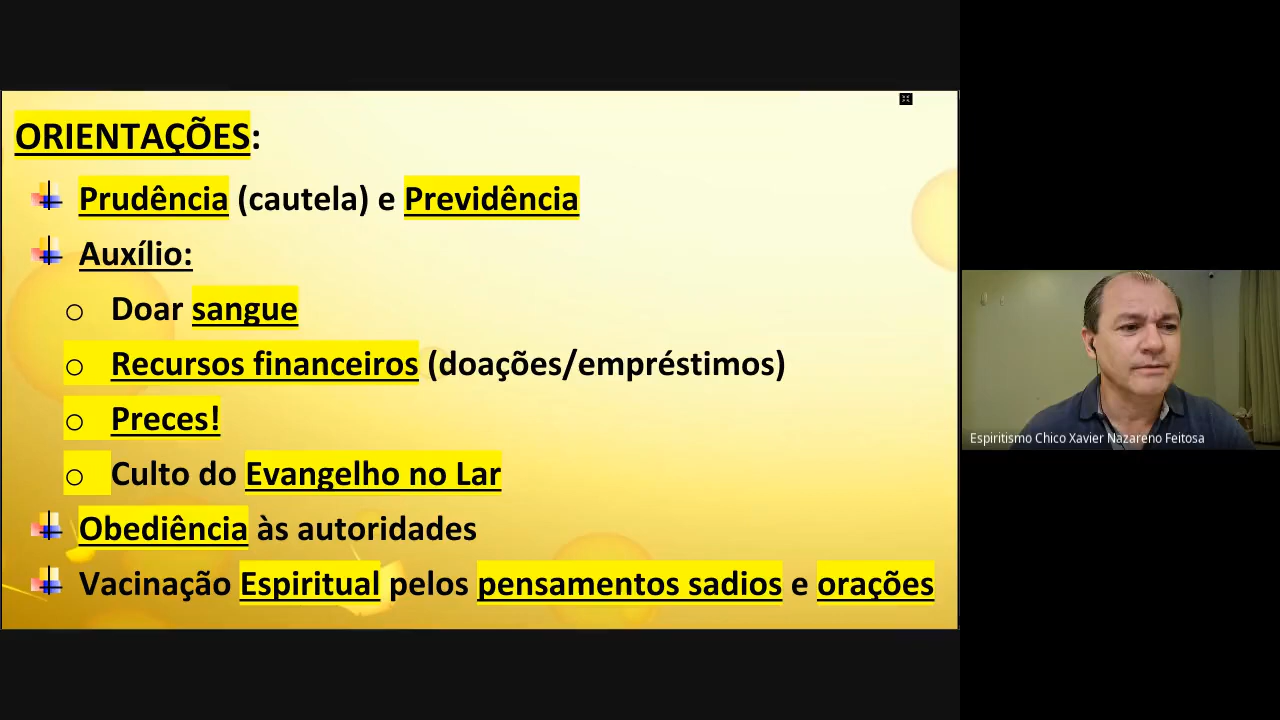 ORIENTAÇÕES:
Prudência (cautela) e Previdência
Auxílio:
Doar sangue
Recursos financeiros (doações/empréstimos)
Preces!
Culto do Evangelho no Lar
Obediência às autoridades
Vacinação Espiritual pelos pensamentos sadios e orações
Espiritismo Chico Xavier Nazareno Feitosa